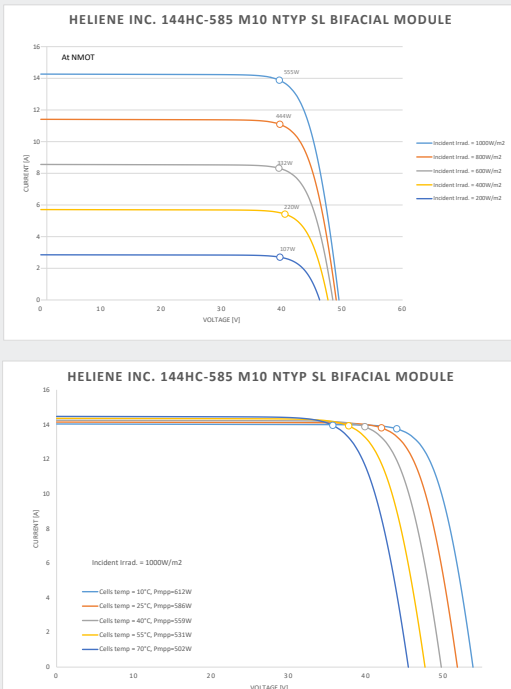 HELIENE INC. 144HC-585 M10 NTYP SL BIFACIAL MODULE
16
At NMOT
555W
14
12
444W
10
CURRENT [A]
8
332W
6
220W
4
107W
2
0
0 10 20 30 40 50 60
VOLTAGE [V]
Incident Irrad. = 1000W/m2
Incident Irrad. = 800W/m2
Incident Irrad. = 600W/m2
Incident Irrad. = 400W/m2
Incident Irrad. = 200W/m2
HELIENE INC. 144HC-585 M10 NTYP SL BIFACIAL MODULE
16
14
12
10
CURRENT [A]
8
6
Incident Irrad. = 1000W/m2
4
Cells temp = 10°C, Pmpp=612W
Cells temp = 25°C, Pmpp=586W
Cells temp = 40°C, Pmpp=559W
2
Cells temp = 55°C, Pmpp=531W
Cells temp = 70°C, Pmpp=502W
0
0 10 20 30 40 50
VOLTAGE [V]